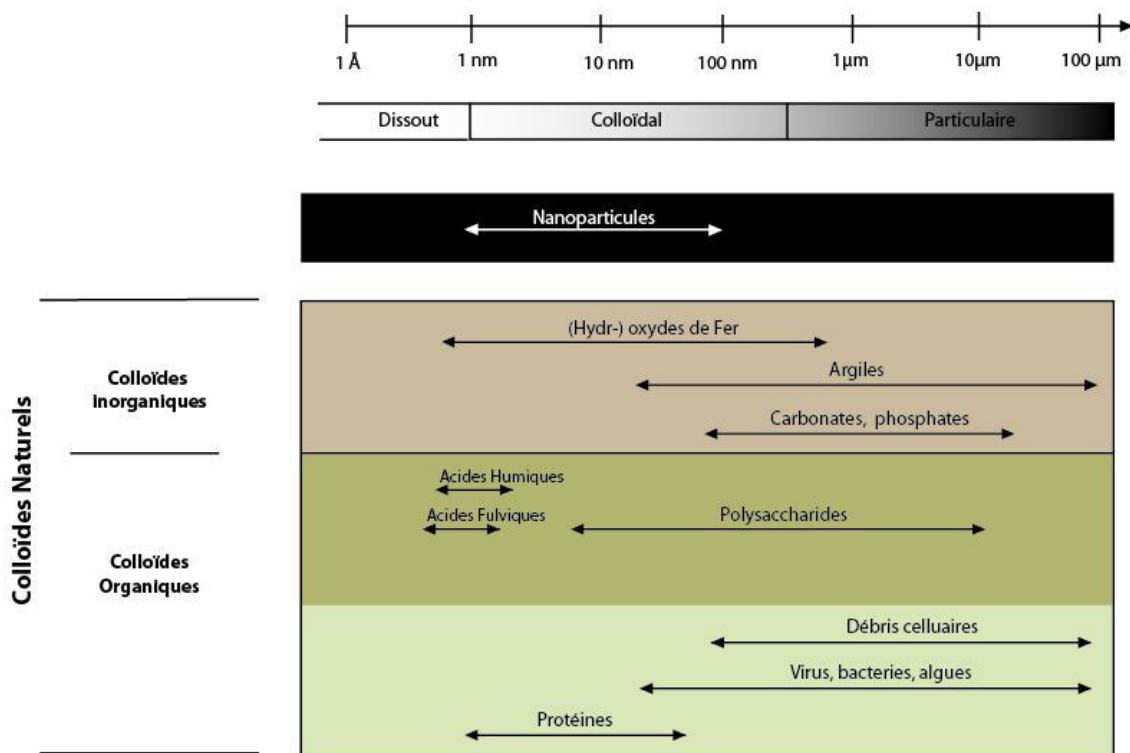 1 Å 1 nm 10 nm 100 nm 1µm 10µm 100 µm
Dissout Colloïdal Particulaire
Nanoparticules
Colloïdes Naturels
Colloïdes
inorganiques
(Hydr-) oxydes de Fer
Argiles
Carbonates, phosphates
Colloïdes
Organiques
Acides Humiques
Acides Fulviques Polysaccharides
Débris celluaires
Virus, bacteries, algues
Protéines